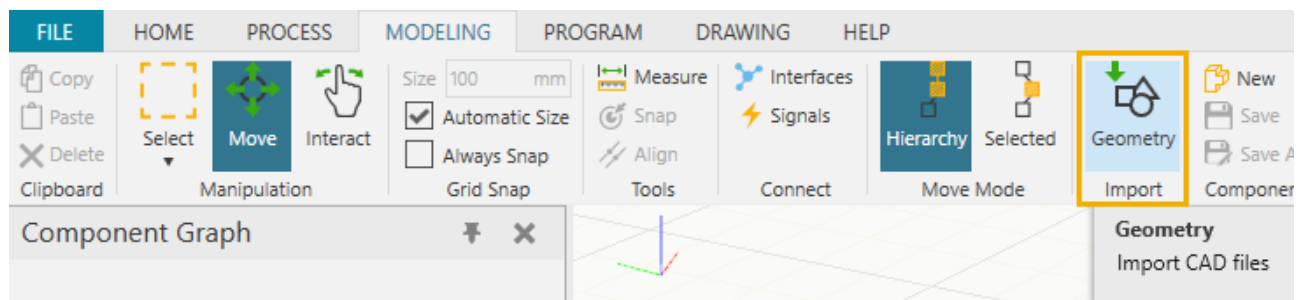 FILE HOME PROCESS MODELING PROGRAM DRAWING HELP
Copy
Paste
Delete
Clipboard
Select
Move
Interact
Manipulation
Size 100 mm
Automatic Size
Always Snap
Grid Snap
Measure
Snap
Align
Tools
Interfaces
Signals
Connect
Hierarchy
Selected
Move Mode
Geometry
Import
New
Save
Save A
Componen
Component Graph
Geometry
Import CAD files